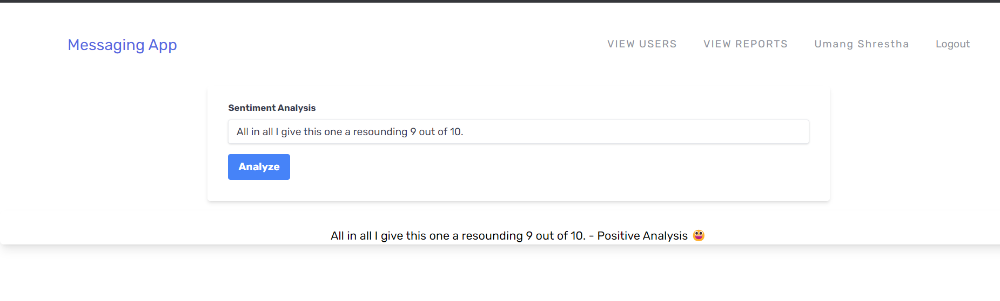 Messaging App
VIEW USERS
VIEW REPORTS
Umang Shrestha
Logout
Sentiment Analysis
All in all I give this one a resounding 9 out of 10.
Analyze
All in all I give this one a resounding 9 out of 10. - Positive Analysis 😀